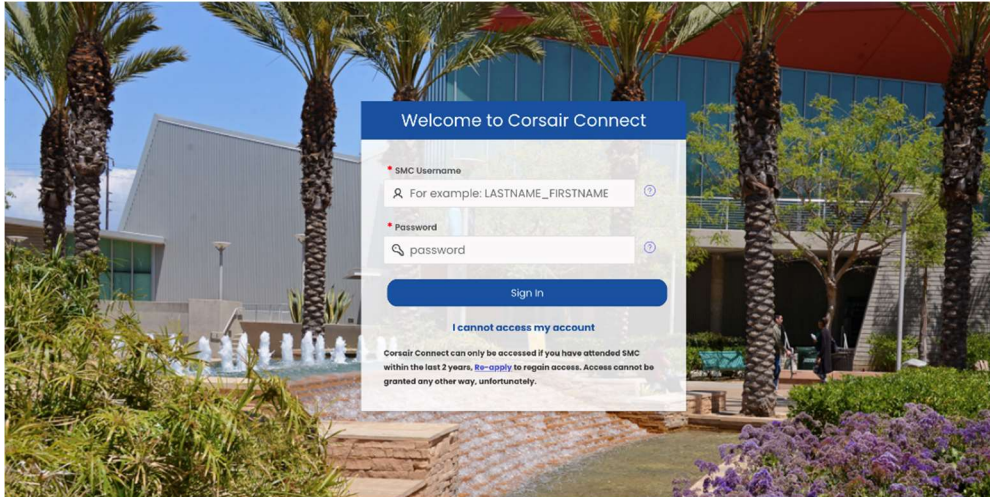 Welcome to Corsair Connect
* SMC Username
For example: LASTNAME_FIRSTNAME
?
* Password
password
?
Sign In
I cannot access my account
Corsair Connect can only be accessed if you have attended SMC
within the last 2 years, Re-apply to regain access. Access cannot be
granted any other way, unfortunately.